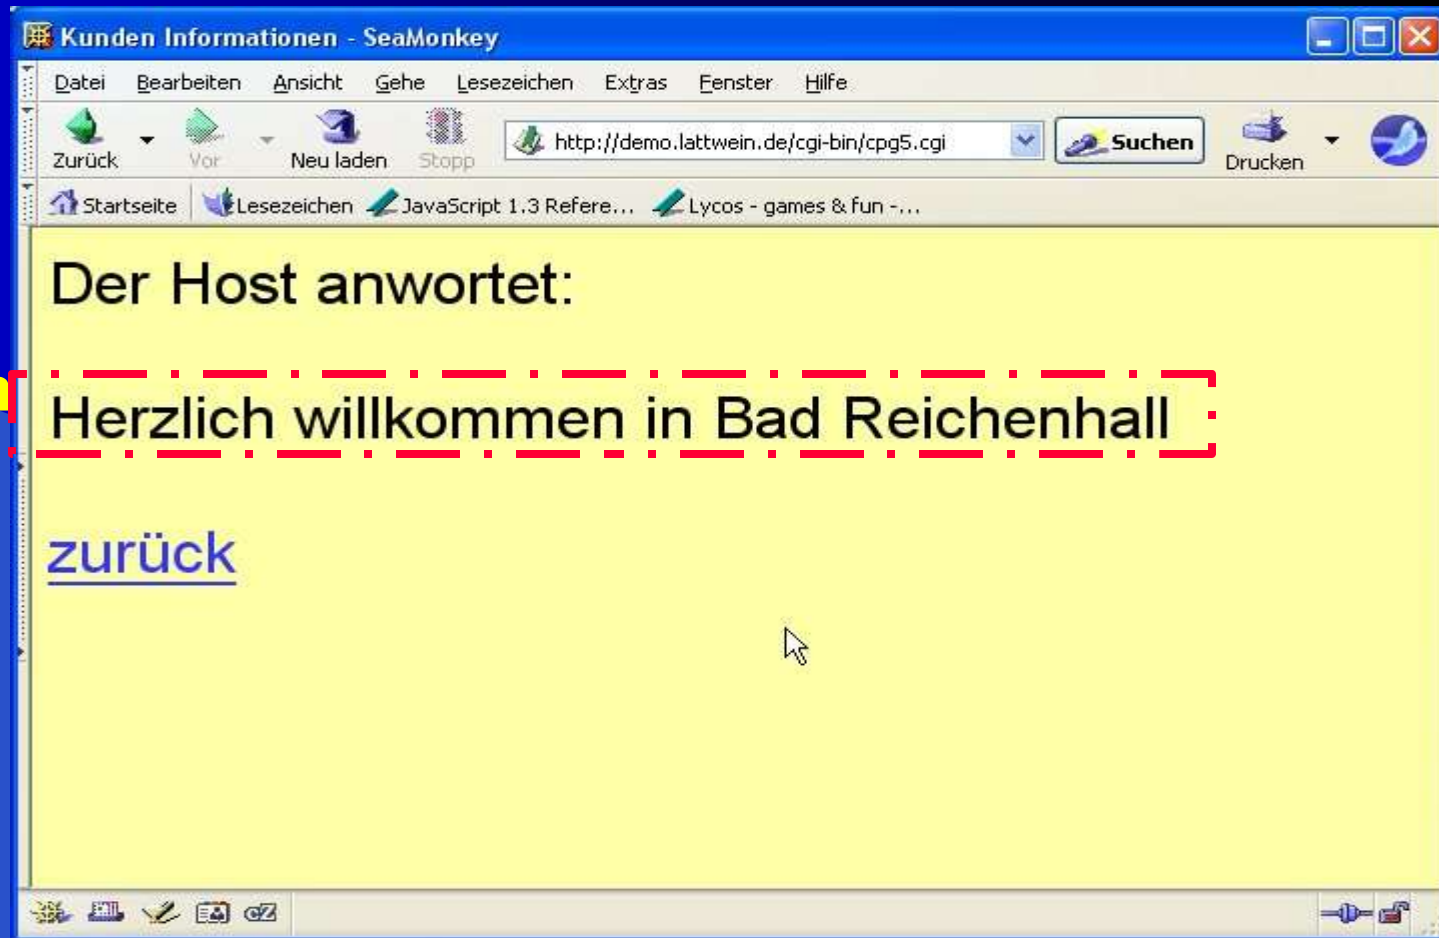 Kunden Informationen - SeaMonkey
Datei Bearbeiten Ansicht Gehe Lesezeichen Extras Fenster Hilfe
Zurück Vor Neu laden Stopp http://demo.lattwein.de/cgi-bin/cpg5.cgi Suchen Drucken
Startseite Lesezeichen JavaScript 1.3 Refere... Lycos - games & fun -...
Der Host anwortet:
Herzlich willkommen in Bad Reichenhall
zurück
cZ